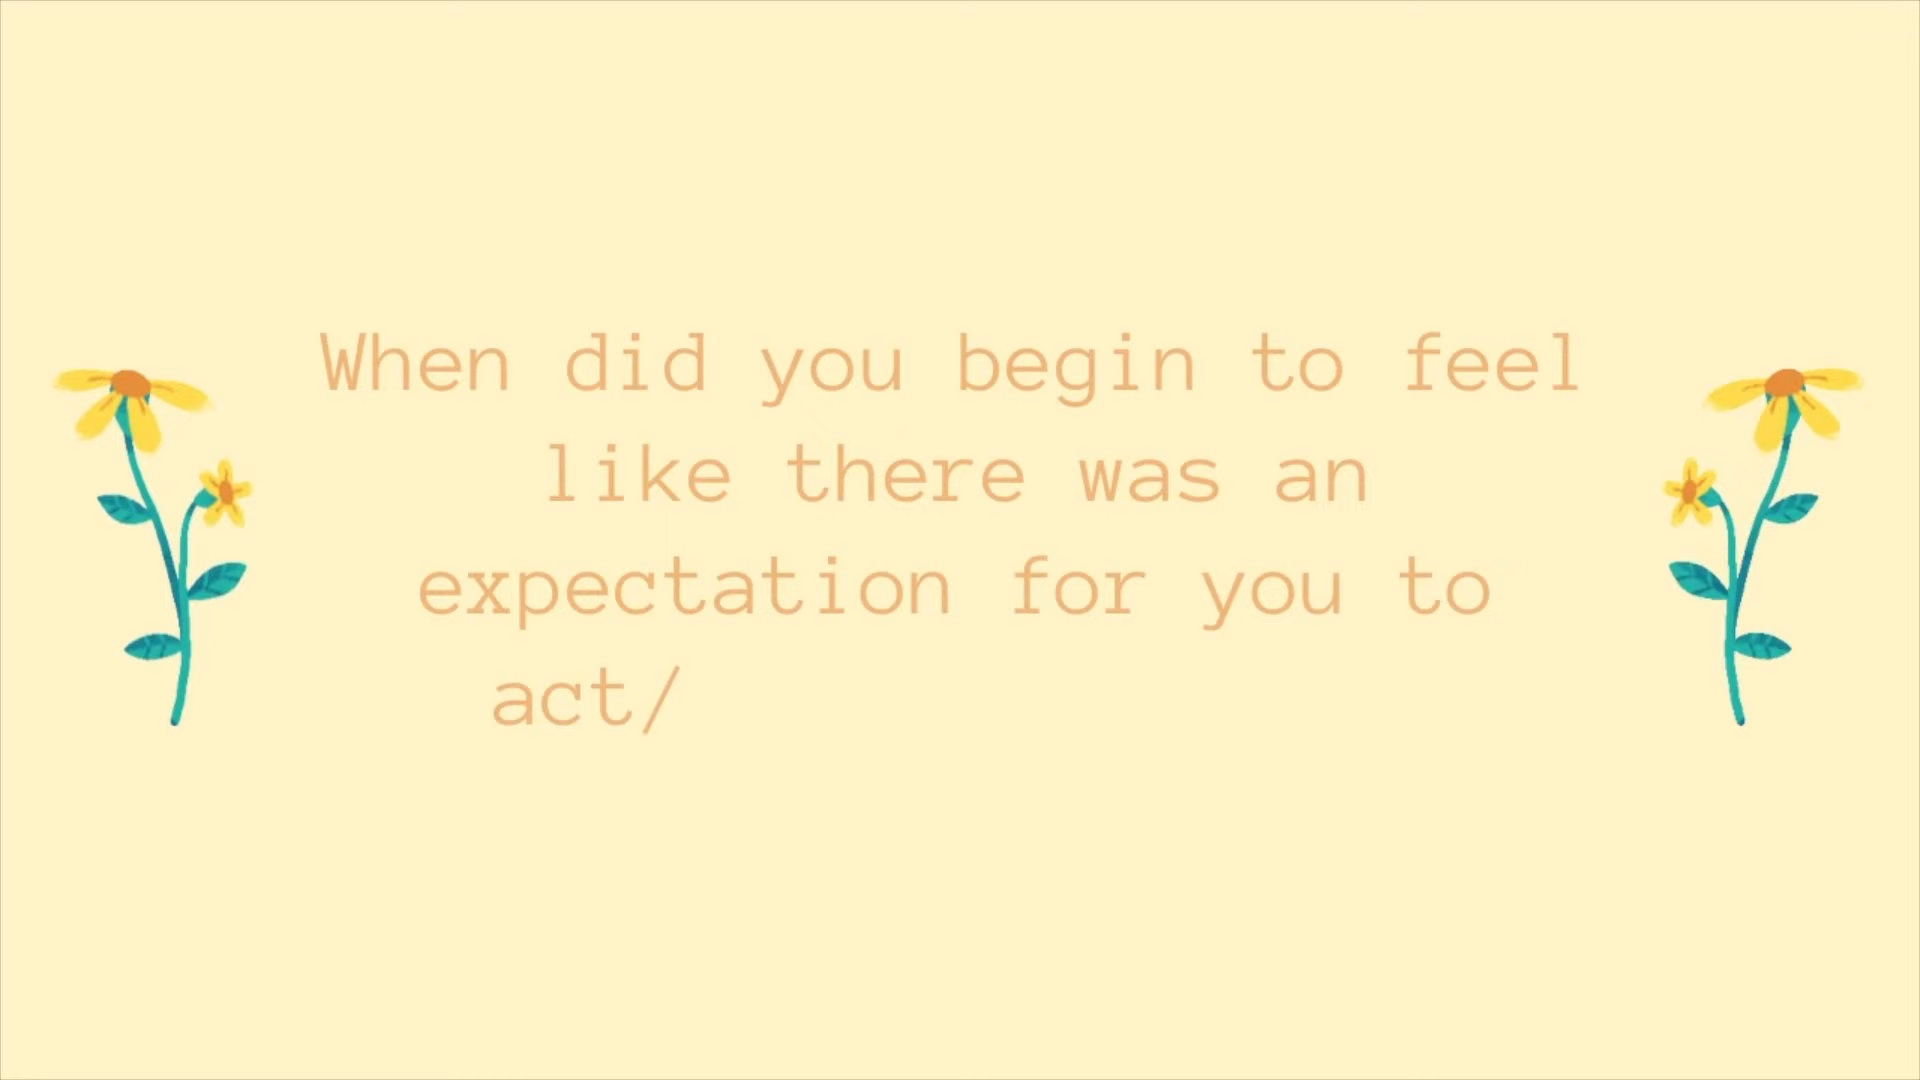 When did you begin to feel
like there was an
expectation for you to
act/